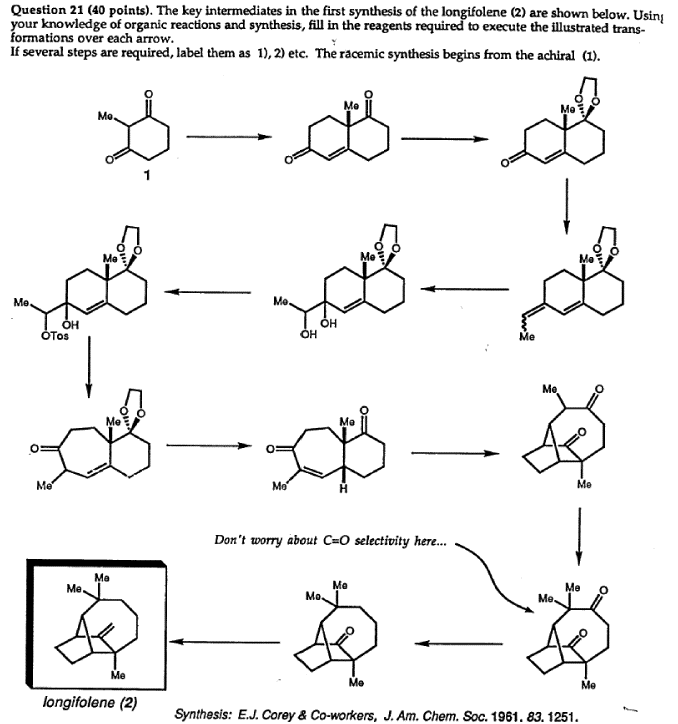 Question 21 (40 points). The key intermediates in the first synthesis of the longifolene (2) are shown below. Using
your knowledge of organic reactions and synthesis, fill in the reagents required to execute the illustrated trans-
formations over each arrow.
If several steps are required, label them as 1), 2) etc. The racemic synthesis begins from the achiral (1).
O
Me
O
1
Me
O
O
Me
O
O
O
Me
O
O
Me
OH
OTos
Me
O
O
Me
OH
OH
Me
O
O
Me
Me
O
O
O
Me
Me
O
O
Me
Me
H
Me
O
O
Me
Don't worry about C=O selectivity here...
Me
Me
Me
longifolene (2)
Me
Me
O
Me
Me
Me
O
O
Me
Synthesis: E.J. Corey & Co-workers, J. Am. Chem. Soc. 1961, 83, 1251.